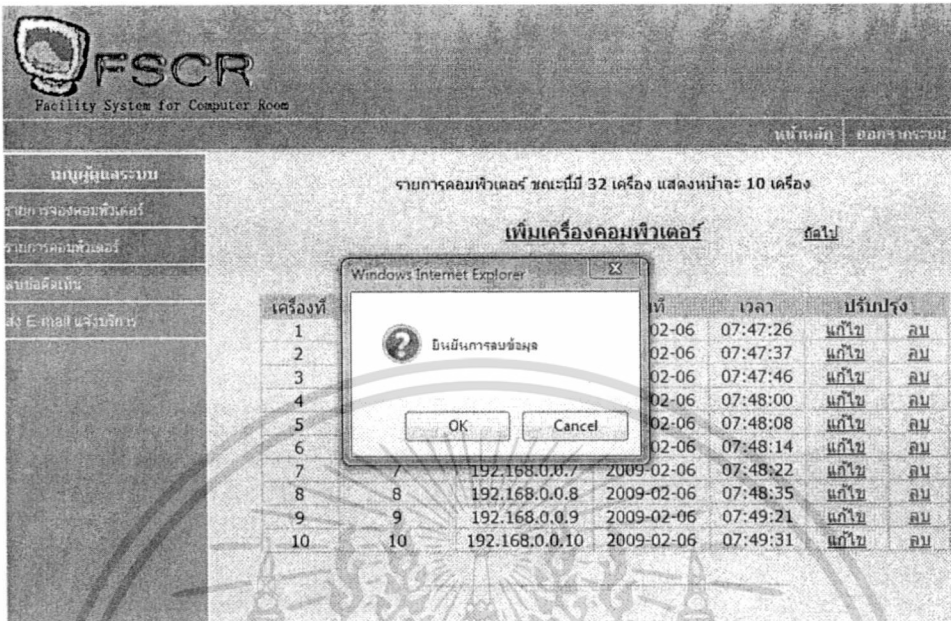 FSCR
Facility System for Computer Room
หน้าหลัก ออกจากระบบ
เมนูผู้ดูแลระบบ
รายการจองคอมพิวเตอร์
รายการคอมพิวเตอร์
ลบข้อคิดเห็น
ส่ง E-mail แจ้งบริการ
รายการคอมพิวเตอร์ ขณะนี้มี 32 เครื่อง แสดงหน้าละ 10 เครื่อง
เพิ่มเครื่องคอมพิวเตอร์ ถัดไป
Windows Internet Explorer
ยืนยันการลบข้อมูล
OK Cancel
เครื่องที่ เวลา ปรับปรุง
1 02-06 07:47:26 แก้ไข ลบ
2 02-06 07:47:37 แก้ไข ลบ
3 02-06 07:47:46 แก้ไข ลบ
4 02-06 07:48:00 แก้ไข ลบ
5 02-06 07:48:08 แก้ไข ลบ
6 02-06 07:48:14 แก้ไข ลบ
7 7 192.168.0.0.7 2009-02-06 07:48:22 แก้ไข ลบ
8 8 192.168.0.0.8 2009-02-06 07:48:35 แก้ไข ลบ
9 9 192.168.0.0.9 2009-02-06 07:49:21 แก้ไข ลบ
10 10 192.168.0.0.10 2009-02-06 07:49:31 แก้ไข ลบ